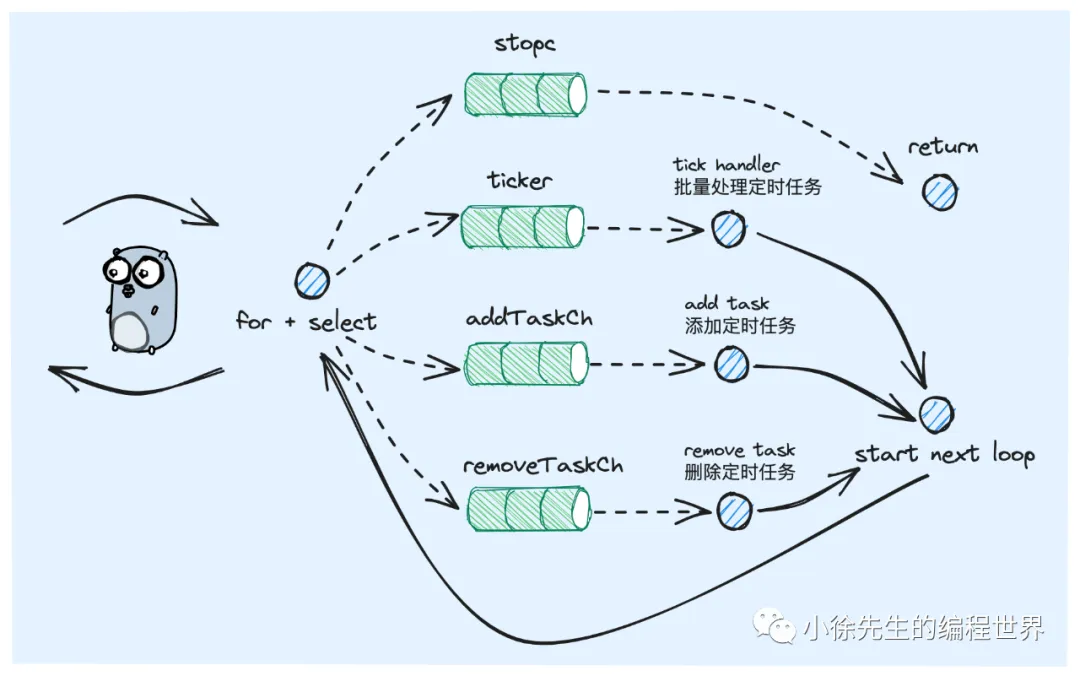 stopc
return
ticker
tick handler
批量处理定时任务
for + select
addTaskCh
add task
添加定时任务
removeTaskCh
remove task
删除定时任务
start next loop
小徐先生的编程世界